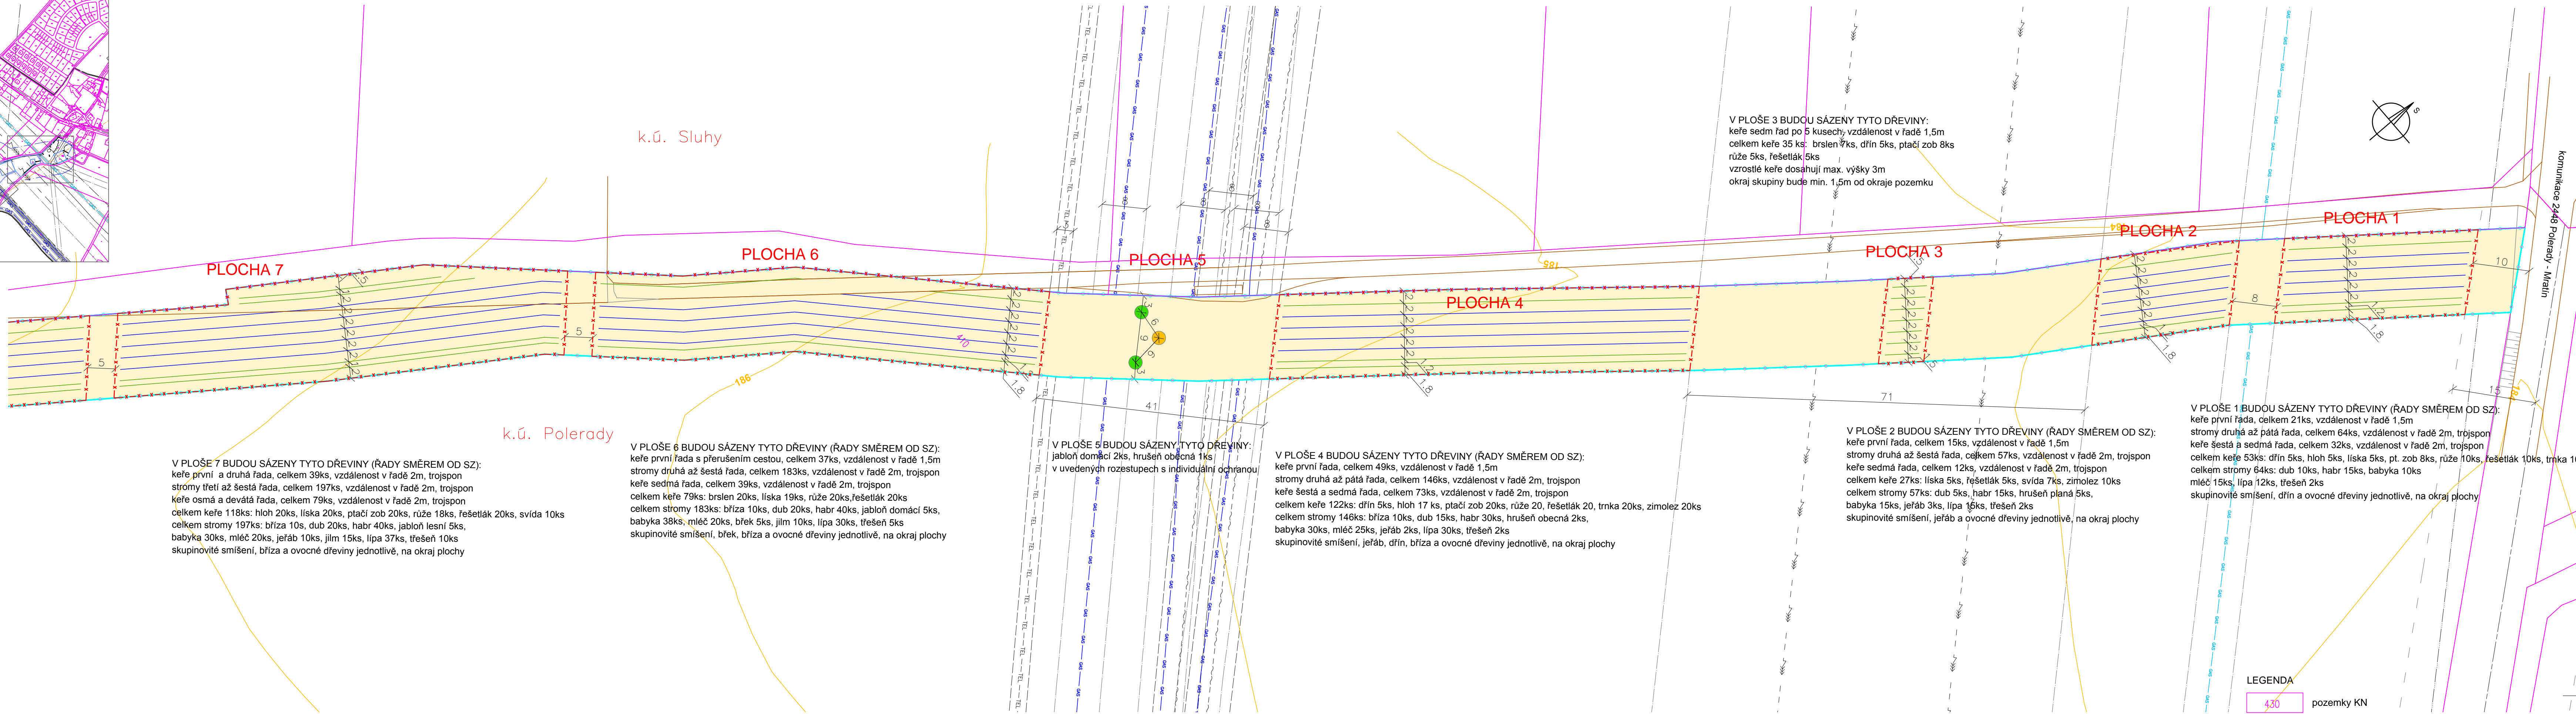 k.ú. Sluhy
PLOCHA 7
PLOCHA 6
PLOCHA 5
PLOCHA 4
PLOCHA 3
PLOCHA 2
PLOCHA 1
V PLOŠE 3 BUDOU SÁZENY TYTO DŘEVINY:
keře sedm řad po 5 kusech, vzdálenost v řadě 1,5m
celkem keře 35 ks: brslen 7ks, dřín 5ks, ptačí zob 8ks
růže 5ks, řešetlák 5ks
vzrostlé keře dosahují max. výšky 3m
okraj skupiny bude min. 1,5m od okraje pozemku
S
komunikace 2448 Polerady - Mratín
184
185
186
440
5
5
41
71
8
10
15
k.ú. Polerady
V PLOŠE 7 BUDOU SÁZENY TYTO DŘEVINY (ŘADY SMĚREM OD SZ):
keře první a druhá řada, celkem 39ks, vzdálenost v řadě 2m, trojspon
stromy třetí až šestá řada, celkem 197ks, vzdálenost v řadě 2m, trojspon
keře osmá a devátá řada, celkem 79ks, vzdálenost v řadě 2m, trojspon
celkem keře 118ks: hloh 20ks, líska 20ks, ptačí zob 20ks, růže 18ks, řešetlák 20ks, svída 10ks
celkem stromy 197ks: bříza 10s, dub 20ks, habr 40ks, jabloň lesní 5ks,
babyka 30ks, mléč 20ks, jeřáb 10ks, jilm 15ks, lípa 37ks, třešeň 10ks
skupinovité smíšení, bříza a ovocné dřeviny jednotlivě, na okraj plochy
V PLOŠE 6 BUDOU SÁZENY TYTO DŘEVINY (ŘADY SMĚREM OD SZ):
keře první řada s přerušením cestou, celkem 37ks, vzdálenost v řadě 1,5m
stromy druhá až šestá řada, celkem 183ks, vzdálenost v řadě 2m, trojspon
keře sedmá řada, celkem 39ks, vzdálenost v řadě 2m, trojspon
celkem keře 79ks: brslen 20ks, líska 19ks, růže 20ks,řešetlák 20ks
celkem stromy 183ks: bříza 10ks, dub 20ks, habr 40ks, jabloň domácí 5ks,
babyka 38ks, mléč 20ks, břek 5ks, jilm 10ks, lípa 30ks, třešeň 5ks
skupinovité smíšení, břek, bříza a ovocné dřeviny jednotlivě, na okraj plochy
V PLOŠE 5 BUDOU SÁZENY TYTO DŘEVINY:
jabloň domácí 2ks, hrušeň obecná 1ks
v uvedených rozestupech s individuální ochranou
V PLOŠE 4 BUDOU SÁZENY TYTO DŘEVINY (ŘADY SMĚREM OD SZ):
keře první řada, celkem 49ks, vzdálenost v řadě 1,5m
stromy druhá až pátá řada, celkem 146ks, vzdálenost v řadě 2m, trojspon
keře šestá a sedmá řada, celkem 73ks, vzdálenost v řadě 2m, trojspon
celkem keře 122ks: dřín 5ks, hloh 17 ks, ptačí zob 20ks, růže 20, řešetlák 20, trnka 20ks, zimolez 20ks
celkem stromy 146ks: bříza 10ks, dub 15ks, habr 30ks, hrušeň obecná 2ks,
babyka 30ks, mléč 25ks, jeřáb 2ks, lípa 30ks, třešeň 2ks
skupinovité smíšení, jeřáb, dřín, bříza a ovocné dřeviny jednotlivě, na okraj plochy
V PLOŠE 2 BUDOU SÁZENY TYTO DŘEVINY (ŘADY SMĚREM OD SZ):
keře první řada, celkem 15ks, vzdálenost v řadě 1,5m
stromy druhá až šestá řada, celkem 57ks, vzdálenost v řadě 2m, trojspon
keře sedmá řada, celkem 12ks, vzdálenost v řadě 2m, trojspon
celkem keře 27ks: líska 5ks, řešetlák 5ks, svída 7ks, zimolez 10ks
celkem stromy 57ks: dub 5ks, habr 15ks, hrušeň planá 5ks,
babyka 15ks, jeřáb 3ks, lípa 15ks, třešeň 2ks
skupinovité smíšení, jeřáb a ovocné dřeviny jednotlivě, na okraj plochy
V PLOŠE 1 BUDOU SÁZENY TYTO DŘEVINY (ŘADY SMĚREM OD SZ):
keře první řada, celkem 21ks, vzdálenost v řadě 1,5m
stromy druhá až pátá řada, celkem 64ks, vzdálenost v řadě 2m, trojspon
keře šestá a sedmá řada, celkem 32ks, vzdálenost v řadě 2m, trojspon
celkem keře 53ks: dřín 5ks, hloh 5ks, líska 5ks, pt. zob 8ks, růže 10ks, řešetlák 10ks, trnka
celkem stromy 64ks: dub 10ks, habr 15ks, babyka 10ks
mléč 15ks, lípa 12ks, třešeň 2ks
skupinovité smíšení, dřín a ovocné dřeviny jednotlivě, na okraj plochy
LEGENDA
430 pozemky KN